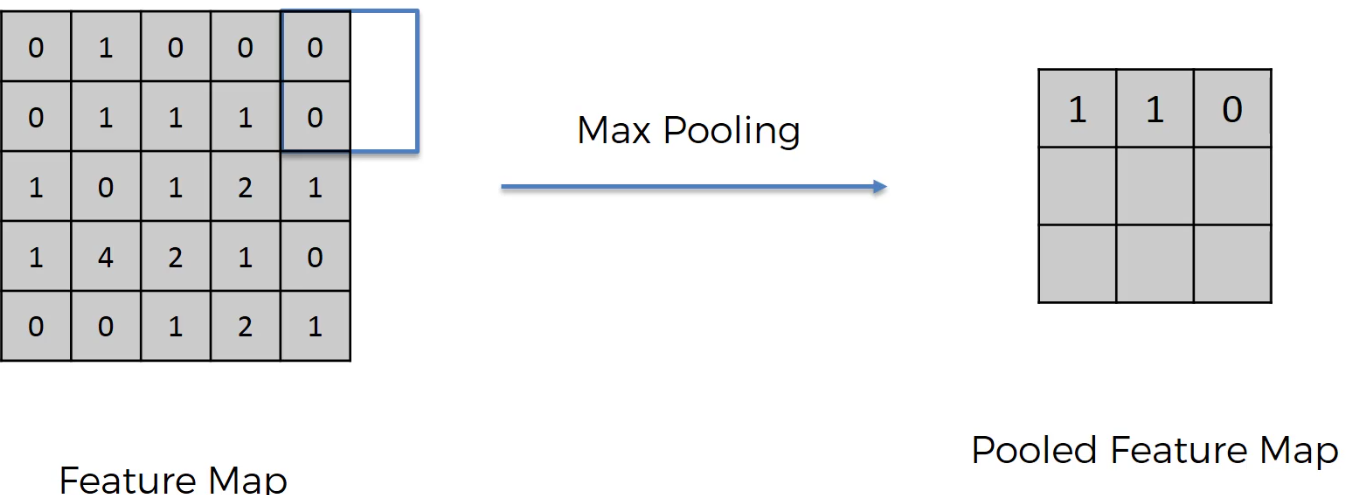 0 1 0 0 0
0 1 1 1 0
1 0 1 2 1
1 4 2 1 0
0 0 1 2 1
Max Pooling
1 1 0
Feature Map
Pooled Feature Map